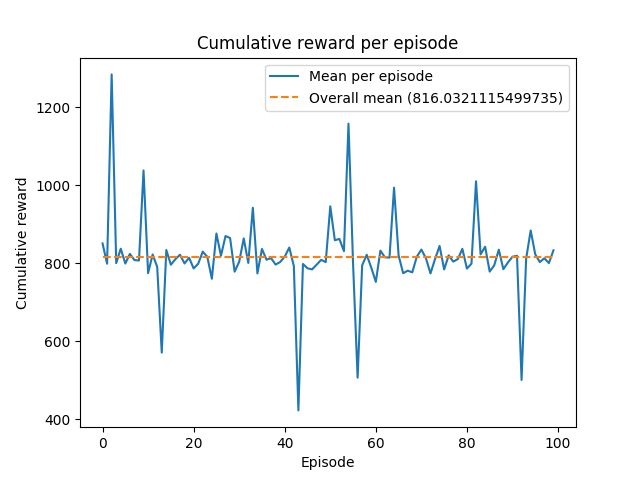 Cumulative reward per episode
Mean per episode
Overall mean (816.0321115499735)
Cumulative reward
1200
1000
800
600
400
0 20 40 60 80 100
Episode